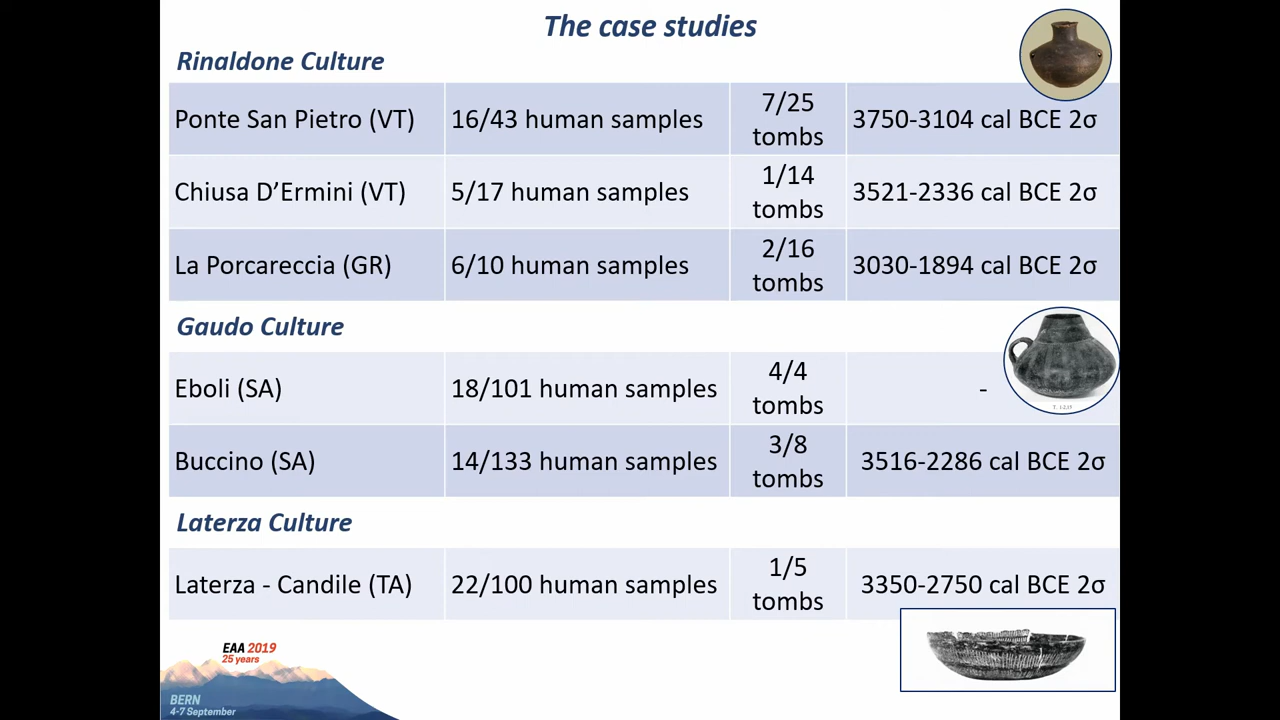 The case studies
Rinaldone Culture
Ponte San Pietro (VT) 16/43 human samples 7/25 tombs 3750-3104 cal BCE 2σ
Chiusa D’Ermini (VT) 5/17 human samples 1/14 tombs 3521-2336 cal BCE 2σ
La Porcareccia (GR) 6/10 human samples 2/16 tombs 3030-1894 cal BCE 2σ
Gaudo Culture
Eboli (SA) 18/101 human samples 4/4 tombs -
Buccino (SA) 14/133 human samples 3/8 tombs 3516-2286 cal BCE 2σ
Laterza Culture
Laterza - Candile (TA) 22/100 human samples 1/5 tombs 3350-2750 cal BCE 2σ
EAA 2019
25 years
BERN
4-7 September